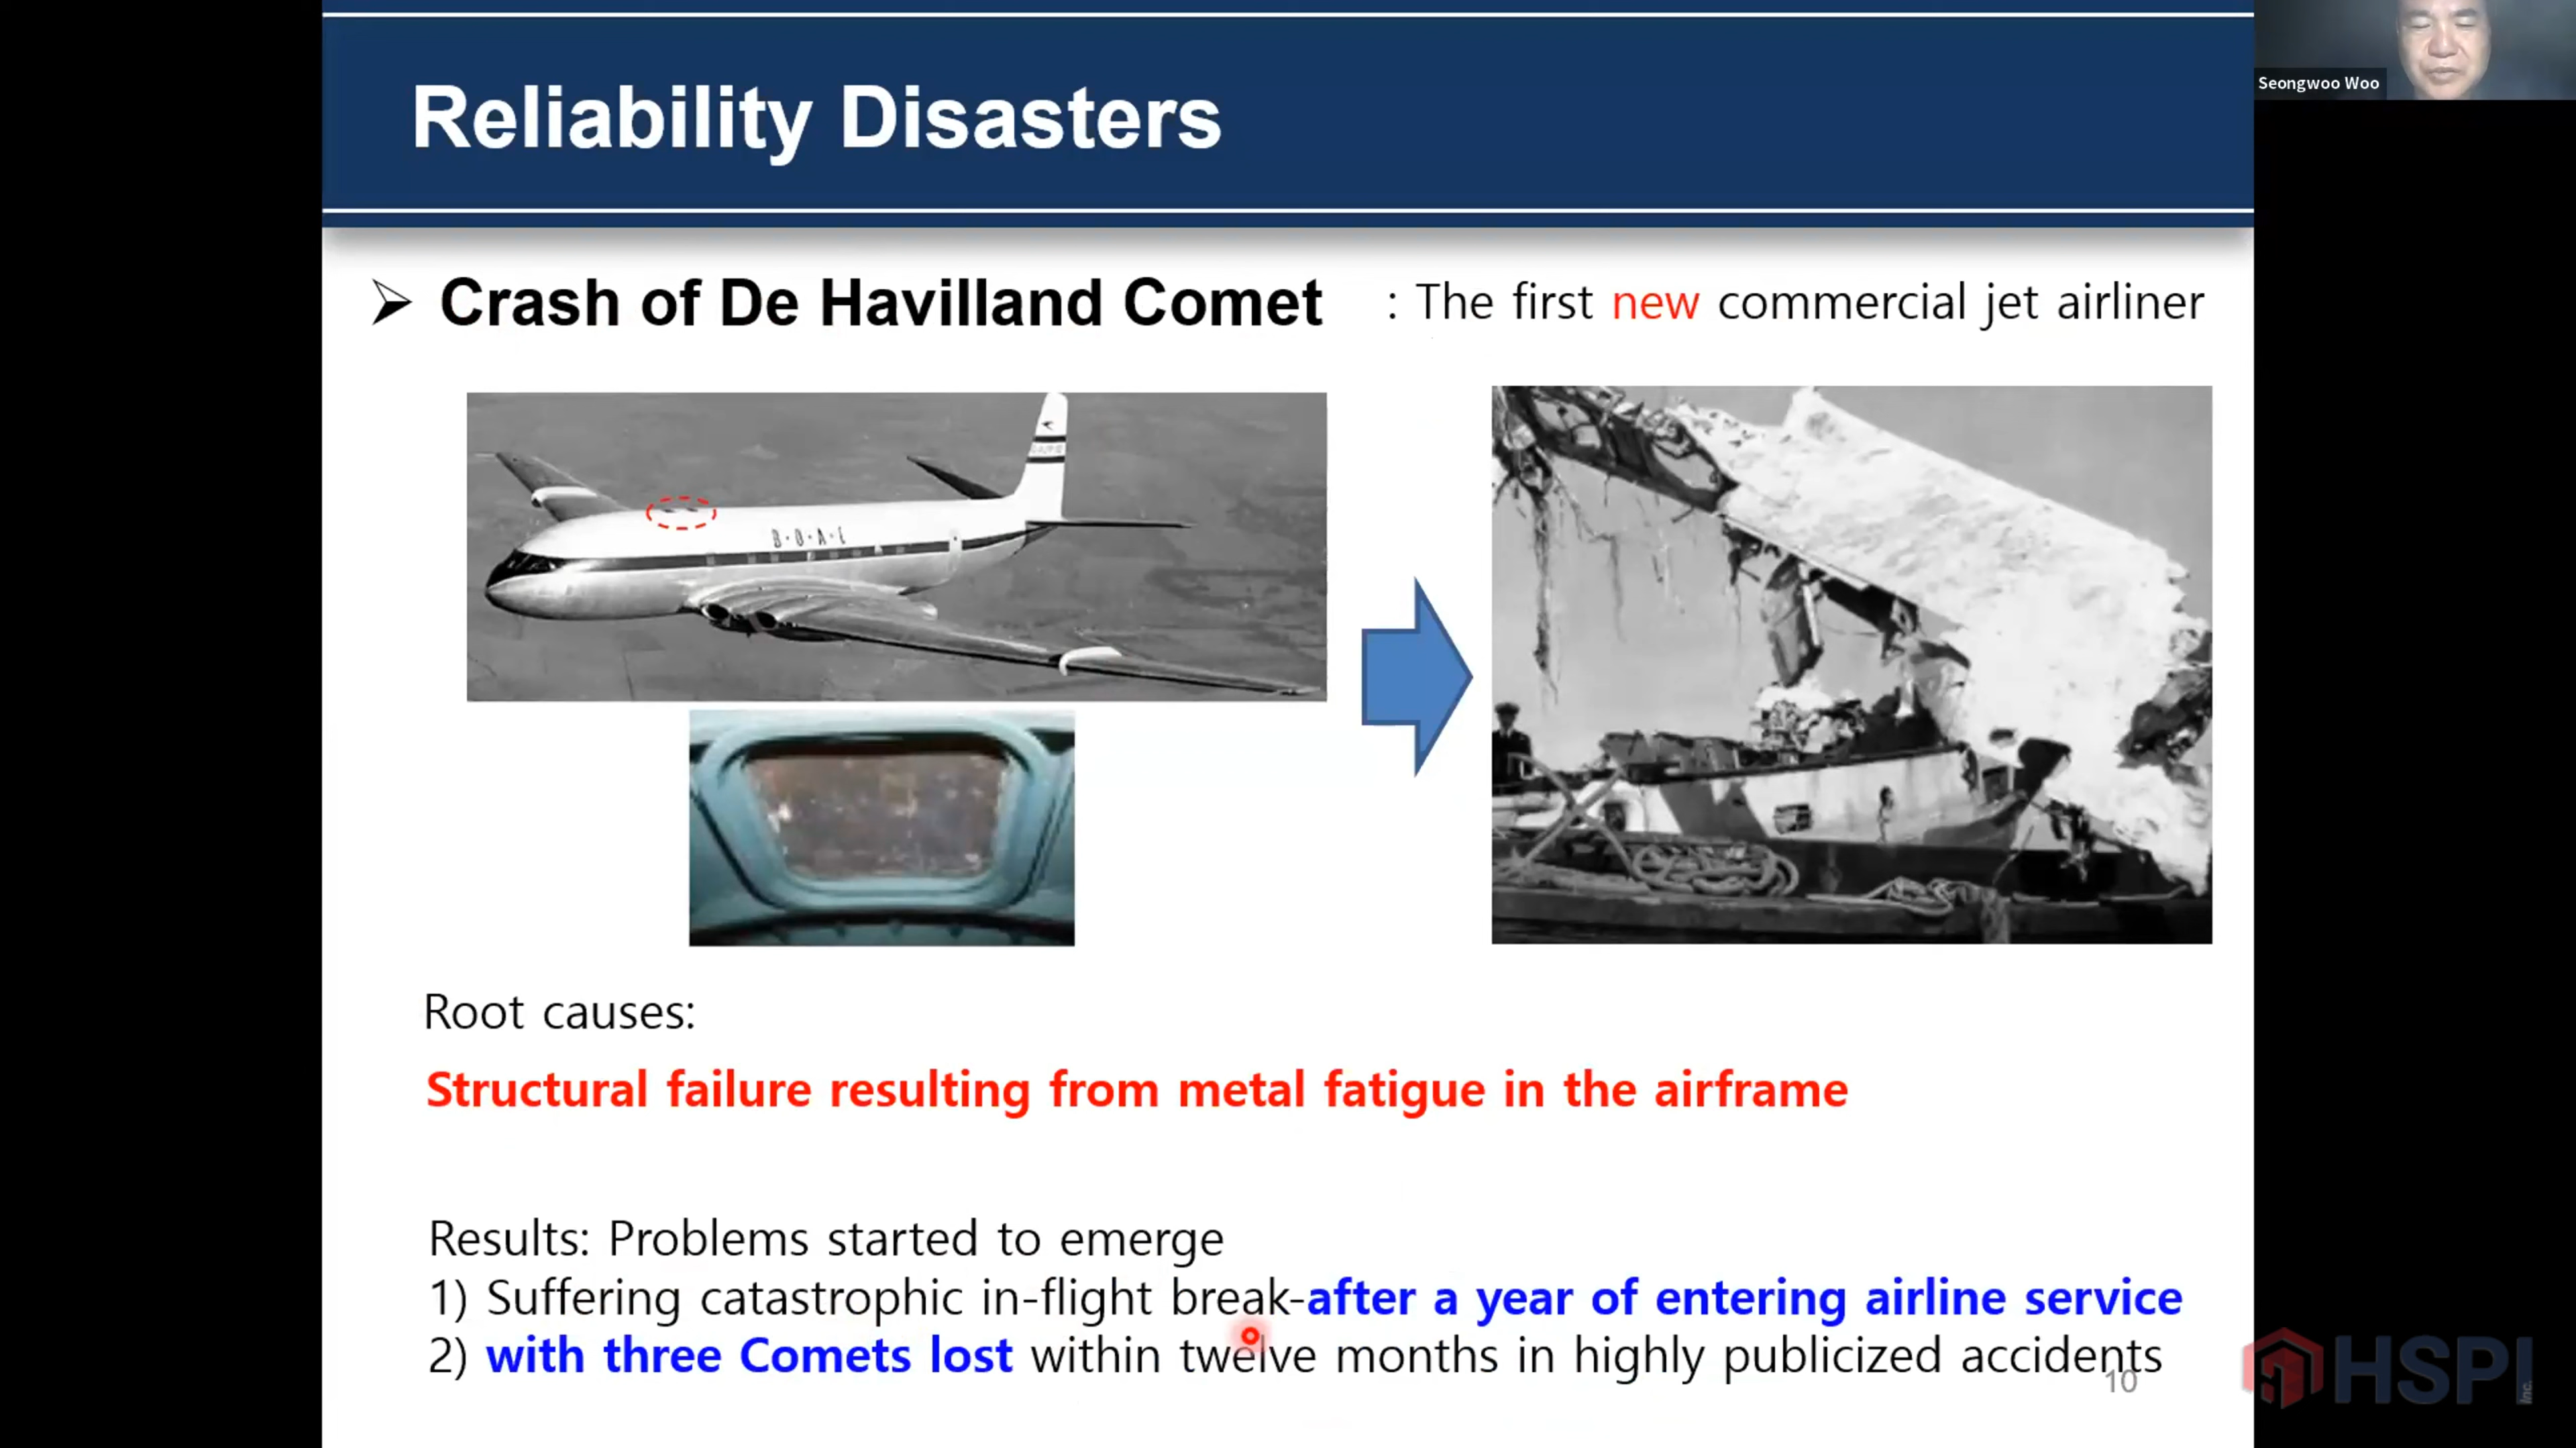 Reliability Disasters
Seongwoo Woo
➢ Crash of De Havilland Comet : The first new commercial jet airliner
B·O·A·C
Root causes:
Structural failure resulting from metal fatigue in the airframe
Results: Problems started to emerge
1) Suffering catastrophic in-flight break-after a year of entering airline service
2) with three Comets lost within twelve months in highly publicized accidents
10
HSPI Inc.